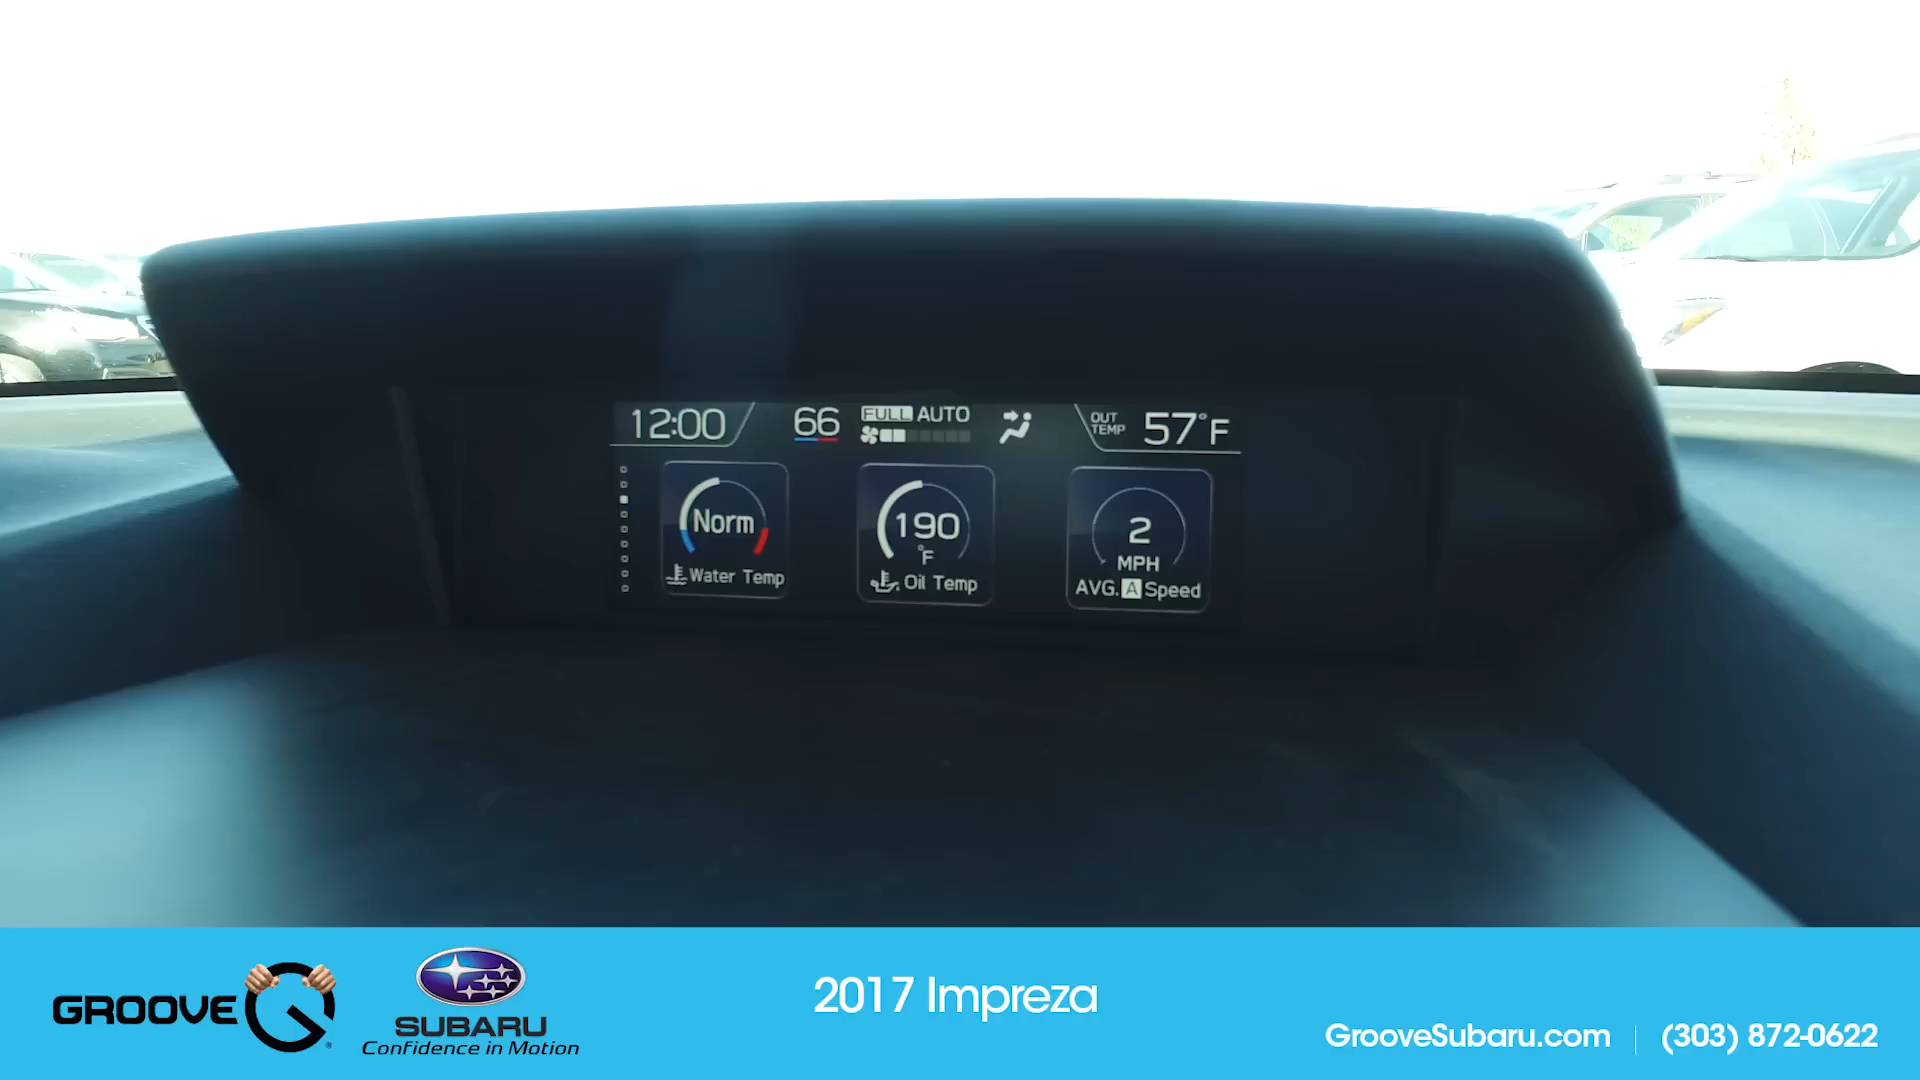 12:00 66 FULL AUTO OUT TEMP 57°F
Norm
Water Temp
190
°F
Oil Temp
2
MPH
AVG. A Speed
GROOVE
SUBARU
Confidence in Motion
2017 Impreza
GrooveSubaru.com | (303) 872-0622